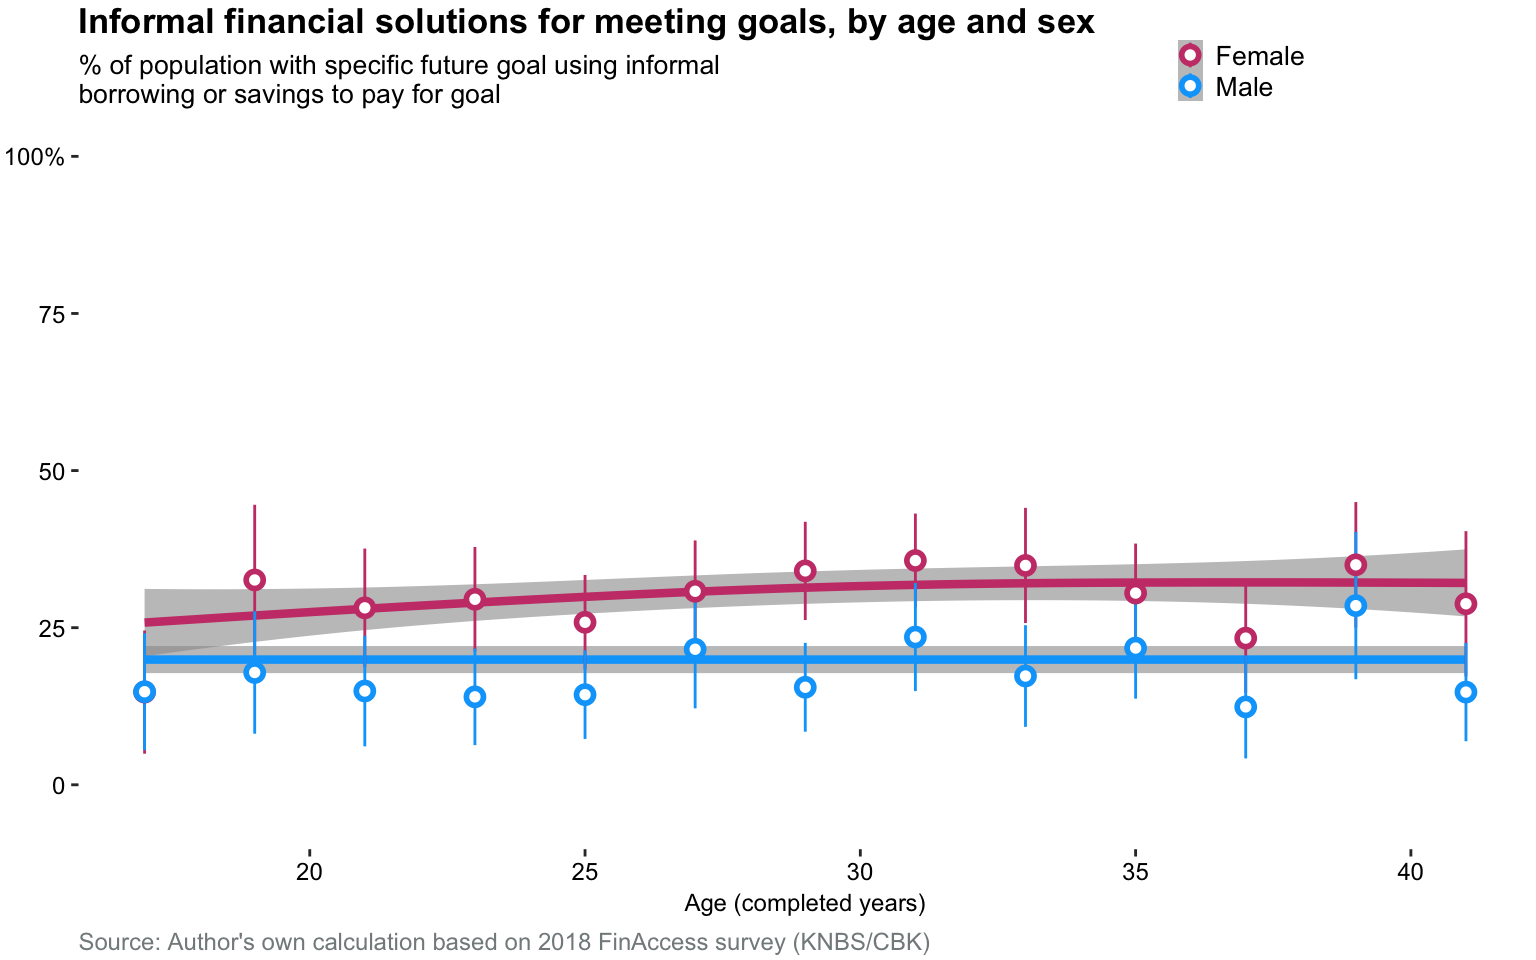 Informal financial solutions for meeting goals, by age and sex
% of population with specific future goal using informal
borrowing or savings to pay for goal
Female
Male
100%
75
50
25
0
20 25 30 35 40
Age (completed years)
Source: Author's own calculation based on 2018 FinAccess survey (KNBS/CBK)